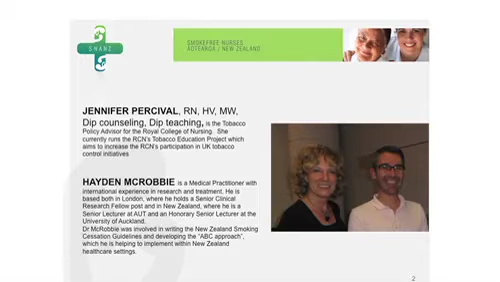 SNANZ
SMOKEFREE NURSES
AOTEAROA / NEW ZEALAND
JENNIFER PERCIVAL, RN, HV, MW,
Dip counseling, Dip teaching, is the Tobacco
Policy Advisor for the Royal College of Nursing. She
currently runs the RCN's Tobacco Education Project which
aims to increase the RCN's participation in UK tobacco
control initiatives
HAYDEN MCROBBIE is a Medical Practitioner with
international experience in research and treatment. He is
based both in London, where he holds a Senior Clinical
Research Fellow post and in New Zealand, where he is a
Senior Lecturer at AUT and an Honorary Senior Lecturer at the
University of Auckland.
Dr McRobbie was involved in writing the New Zealand Smoking
Cessation Guidelines and developing the "ABC approach",
which he is helping to implement within New Zealand
healthcare settings.
2